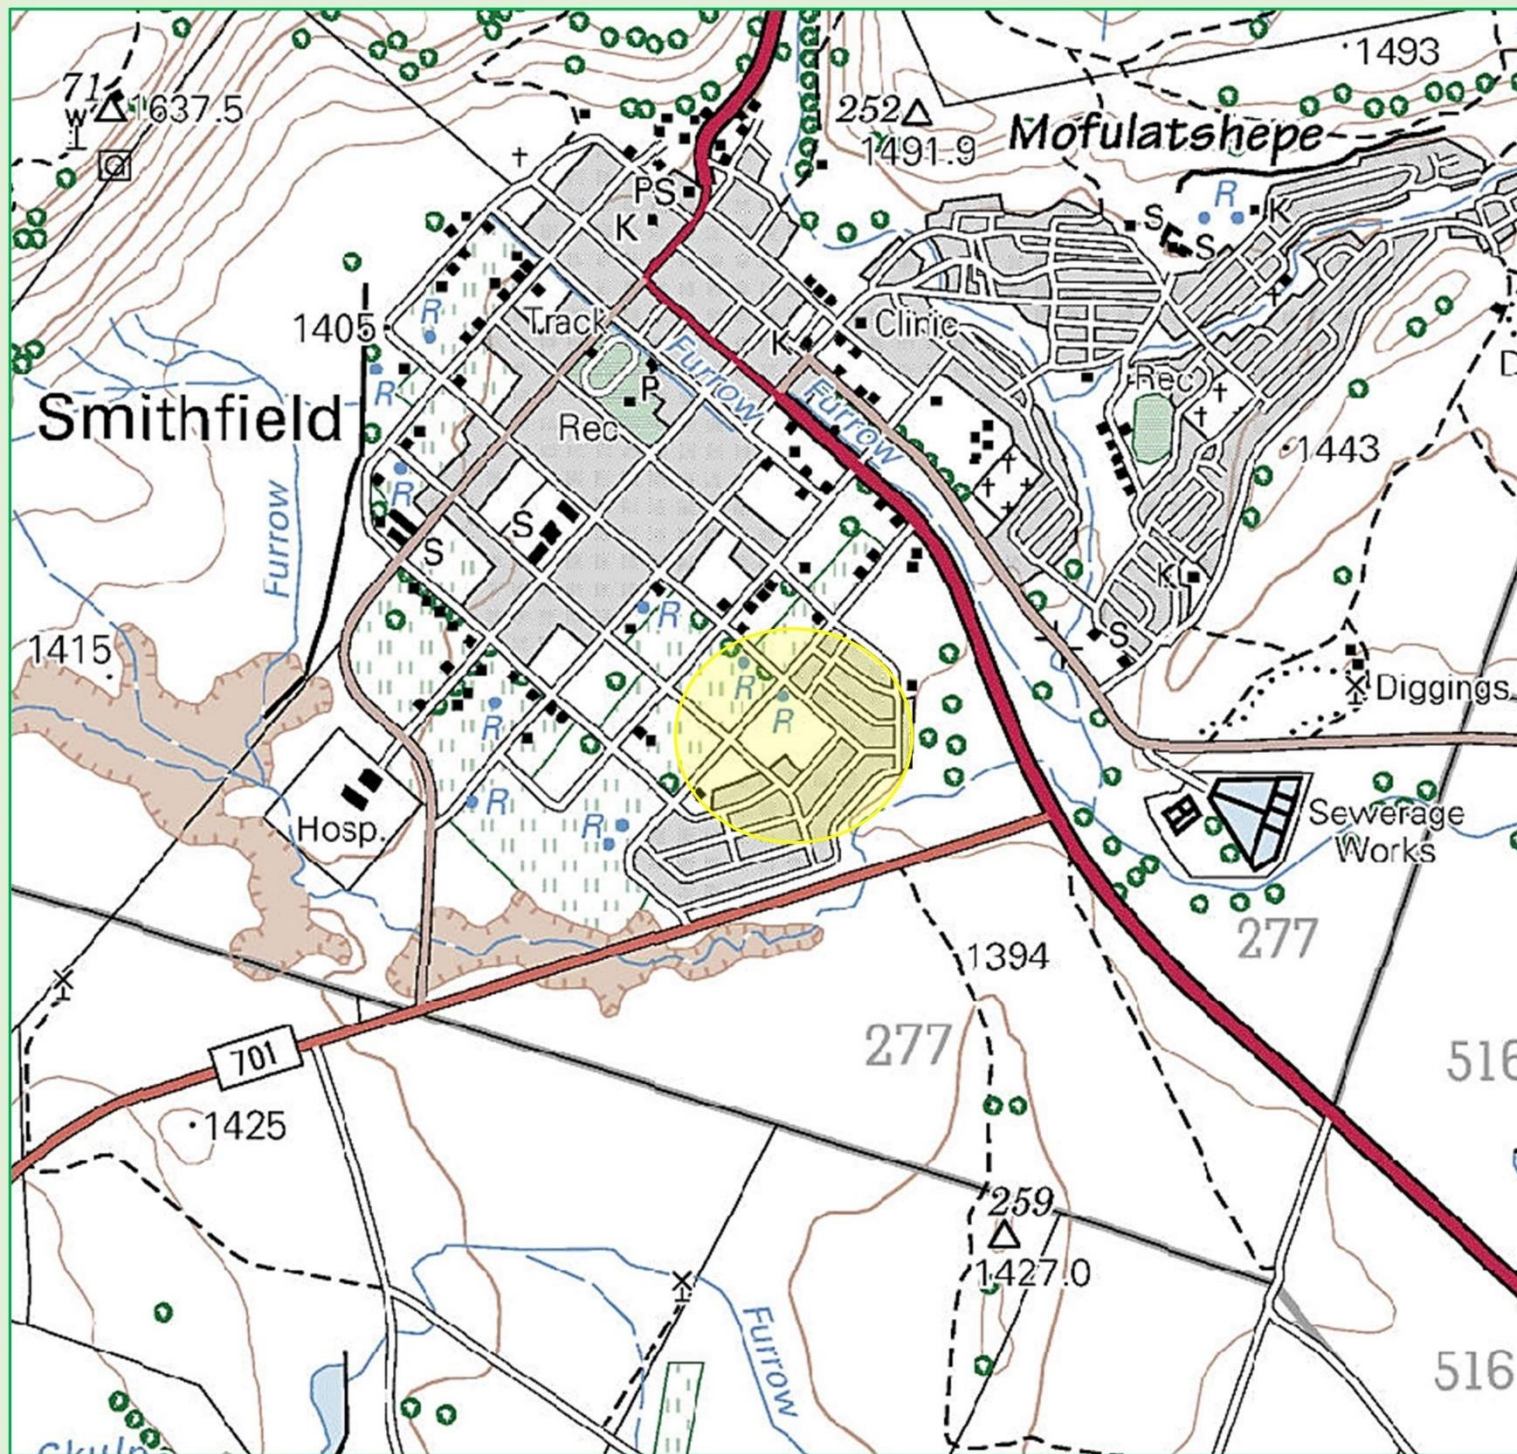 1493
71
1637.5
252
1491.9
Mofulatshepe
PS
K
R
K
S
S
R
1405
Track
K
Clinic
Furrow
P
Rec
R
Furrow
Rec
Smithfield
1443
R
Furrow
S
S
K
R
S
1415
R
Diggings
R
R
R
R
Hosp.
Sewerage
Works
277
1394
277
701
516
1425
259
1427.0
Furrow
516